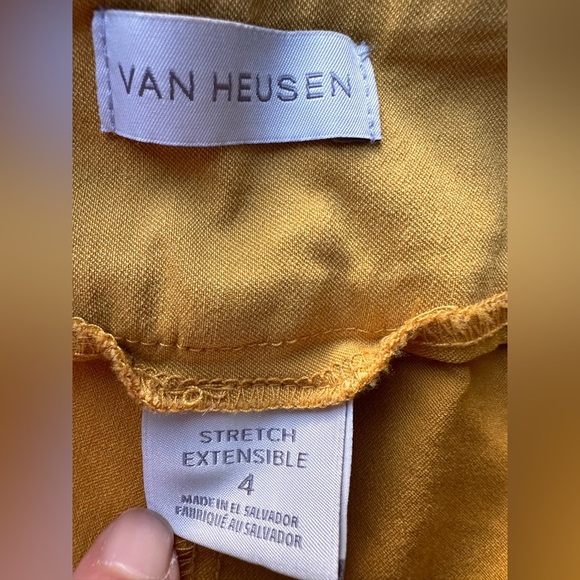 VAN HEUSEN
STRETCH
EXTENSIBLE
4
MADE IN EL SALVADOR
FABRIQUÉ AU SALVADOR